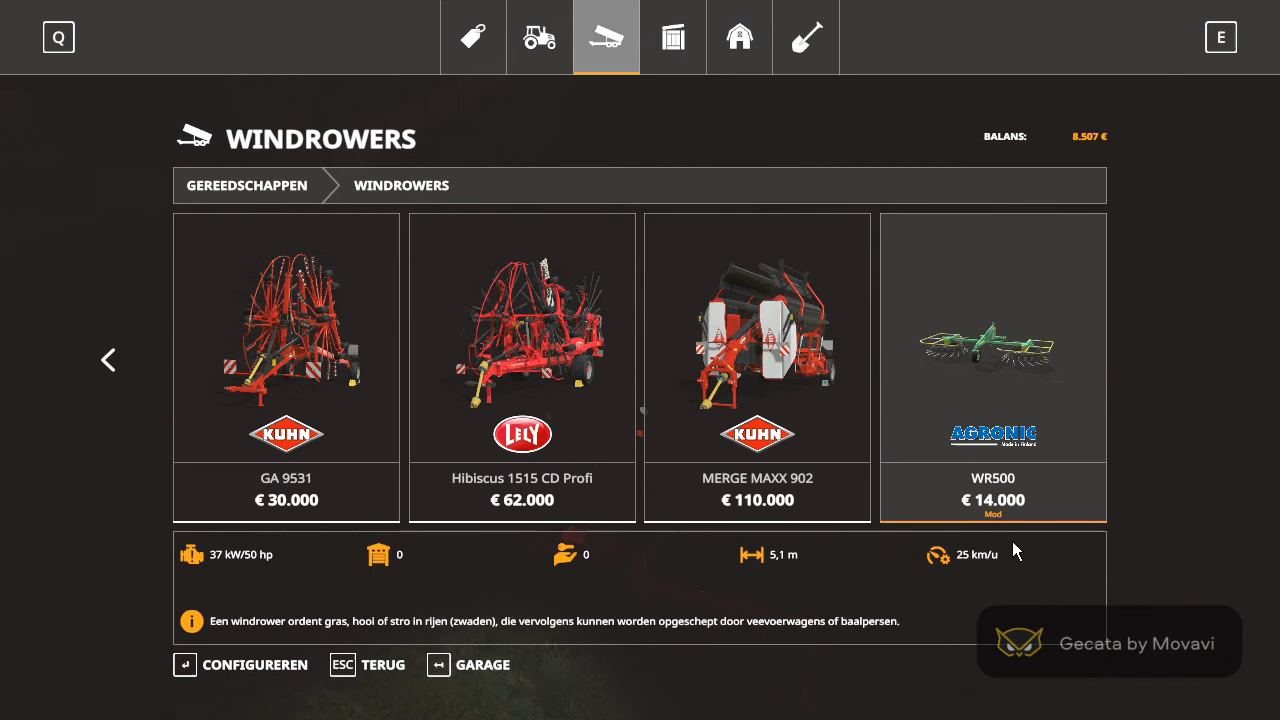 Q
E
WINDROWERS
BALANS: 8.507 €
GEREEDSCHAPPEN WINDROWERS
KUHN
GA 9531
€ 30.000
LELY
Hibiscus 1515 CD Profi
€ 62.000
KUHN
MERGE MAXX 902
€ 110.000
AGRONIC
Made in Finland
WR500
€ 14.000
Mod
37 kW/50 hp 0 0 5,1 m 25 km/u
i Een windrower ordent gras, hooi of stro in rijen (zwaden), die vervolgens kunnen worden opgeschept door veevoerwagens of baalpersen.
Gecata by Movavi
CONFIGUREREN ESC TERUG GARAGE